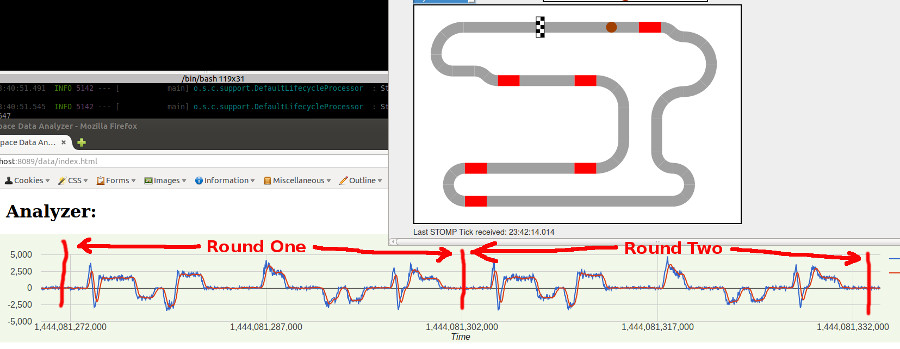 /bin/bash 119x31
:40:51.491 INFO 5142 --- [ main] o.s.c.support.DefaultLifecycleProcessor : St
:40:51.545 INFO 5142 --- [ main] o.s.c.support.DefaultLifecycleProcessor : St
547
pace Data Analyzer - Mozilla Firefox
pace Data Analyzer × +
host:8089/data/index.html
Cookies CSS Forms Images Information Miscellaneous Outline
Analyzer:
Last STOMP Tick received: 23:42:14.014
Round One
Round Two
5,000
2,500
0
-2,500
-5,000
1,444,081,272,000 1,444,081,287,000 1,444,081,302,000 1,444,081,317,000 1,444,081,332,000
Time